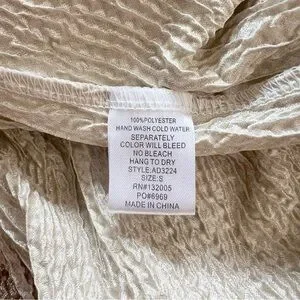 100%POLYESTER
HAND WASH COLD WATER
SEPARATELY
COLOR WILL BLEED
NO BLEACH
HANG TO DRY
STYLE:AD3224
SIZE:S
RN#132005
PO#6969
MADE IN CHINA